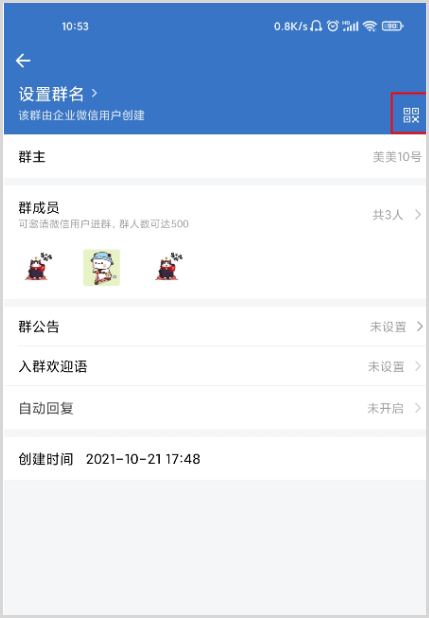 10:53
0.8K/s HD 90
设置群名
该群由企业微信用户创建
群主 美美10号
群成员 共3人
可邀请微信用户进群，群人数可达500
群公告 未设置
入群欢迎语 未设置
自动回复 未开启
创建时间 2021-10-21 17:48